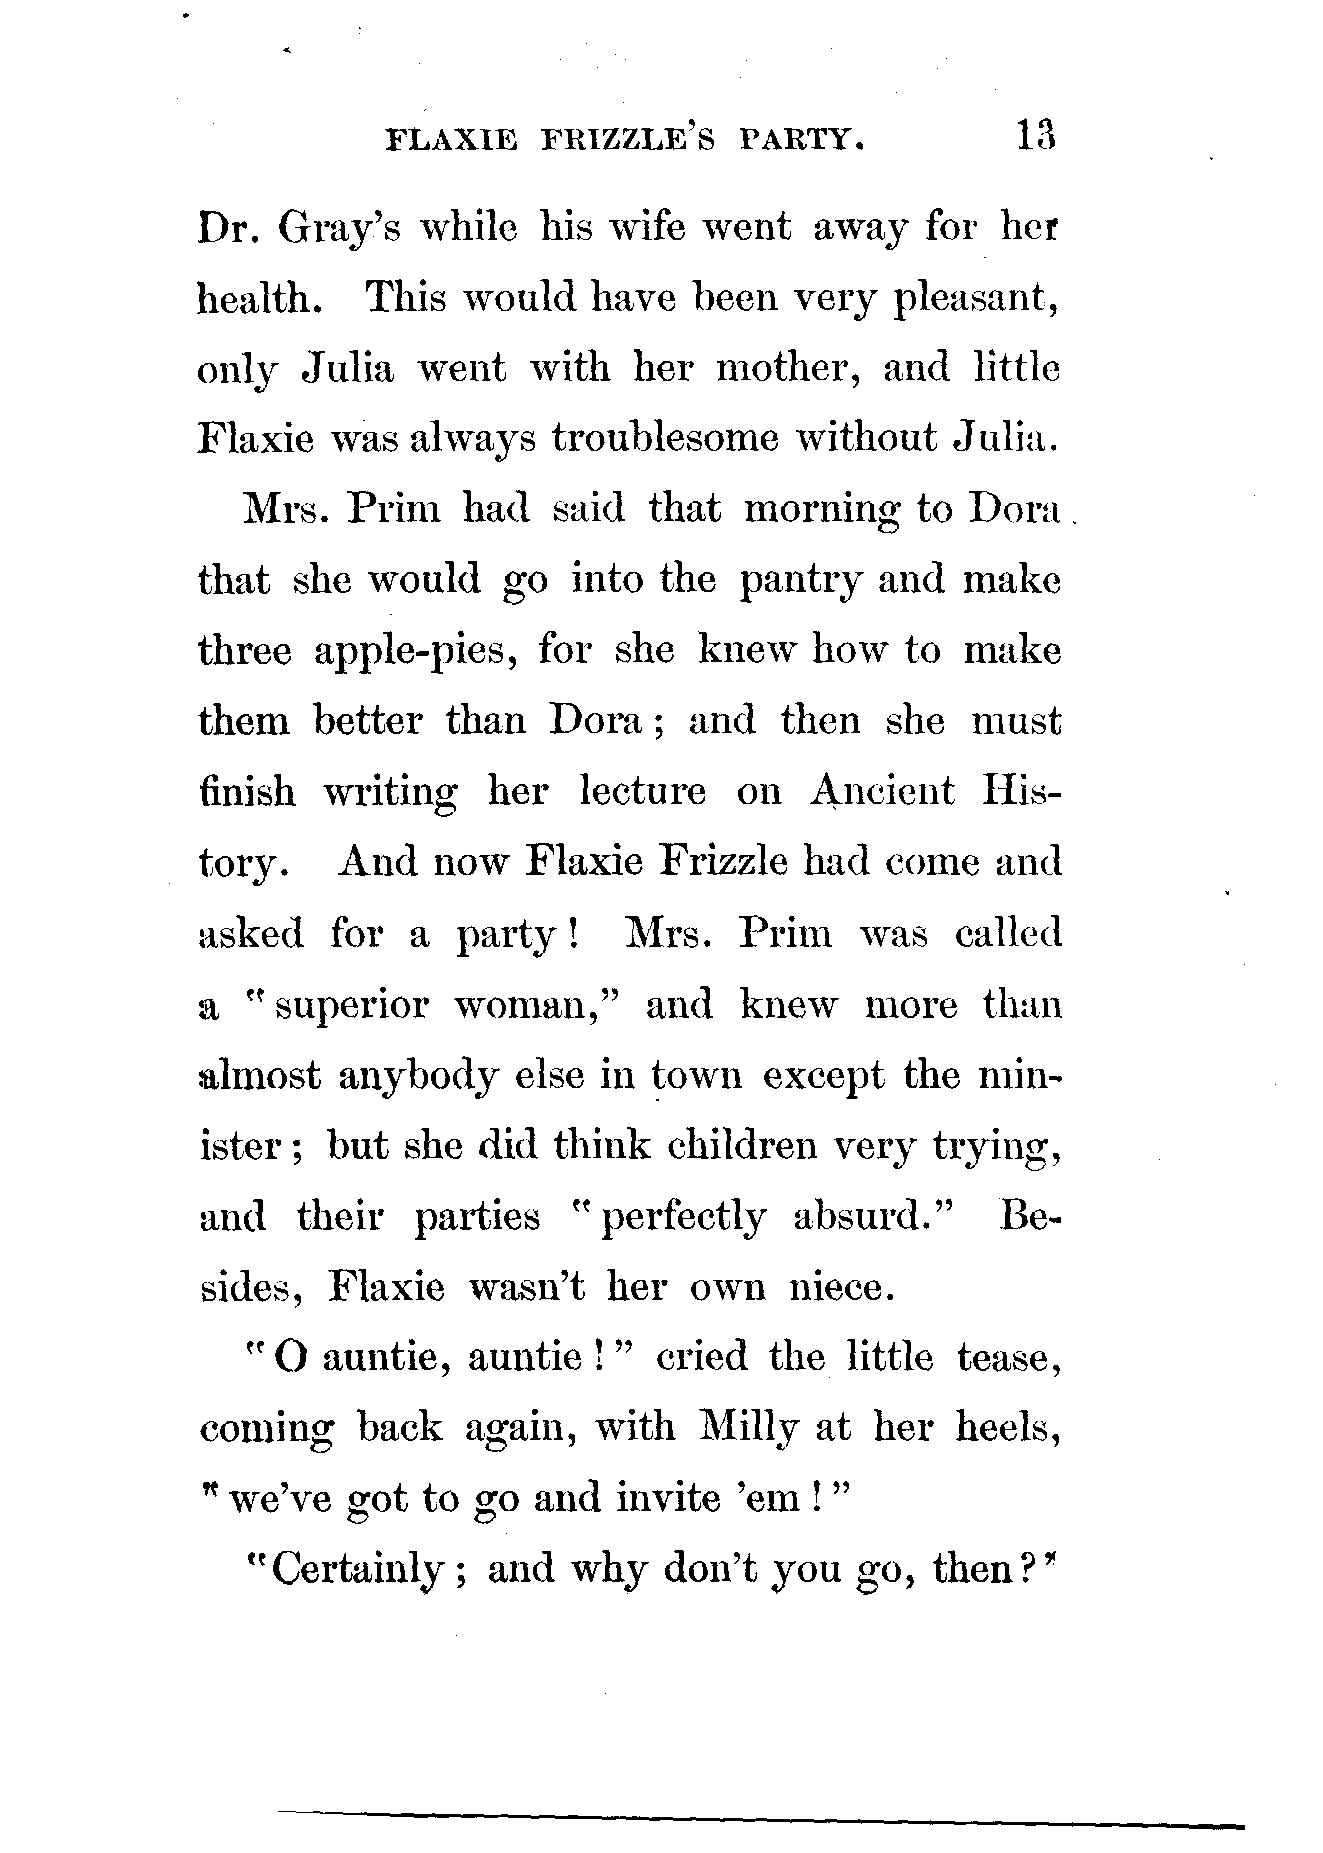 FLAXIE FRIZZLE'S PARTY. 13
Dr. Gray's while his wife went away for her
health. This would have been very pleasant,
only Julia went with her mother, and little
Flaxie was always troublesome without Julia.
Mrs. Prim had said that morning to Dora
that she would go into the pantry and make
three apple-pies, for she knew how to make
them better than Dora; and then she must
finish writing her lecture on Ancient His-
tory. And now Flaxie Frizzle had come and
asked for a party! Mrs. Prim was called
a "superior woman," and knew more than
almost anybody else in town except the min-
ister; but she did think children very trying,
and their parties "perfectly absurd." Be-
sides, Flaxie wasn't her own niece.
"O auntie, auntie!" cried the little tease,
coming back again, with Milly at her heels,
"we've got to go and invite 'em!"
"Certainly; and why don't you go, then?"